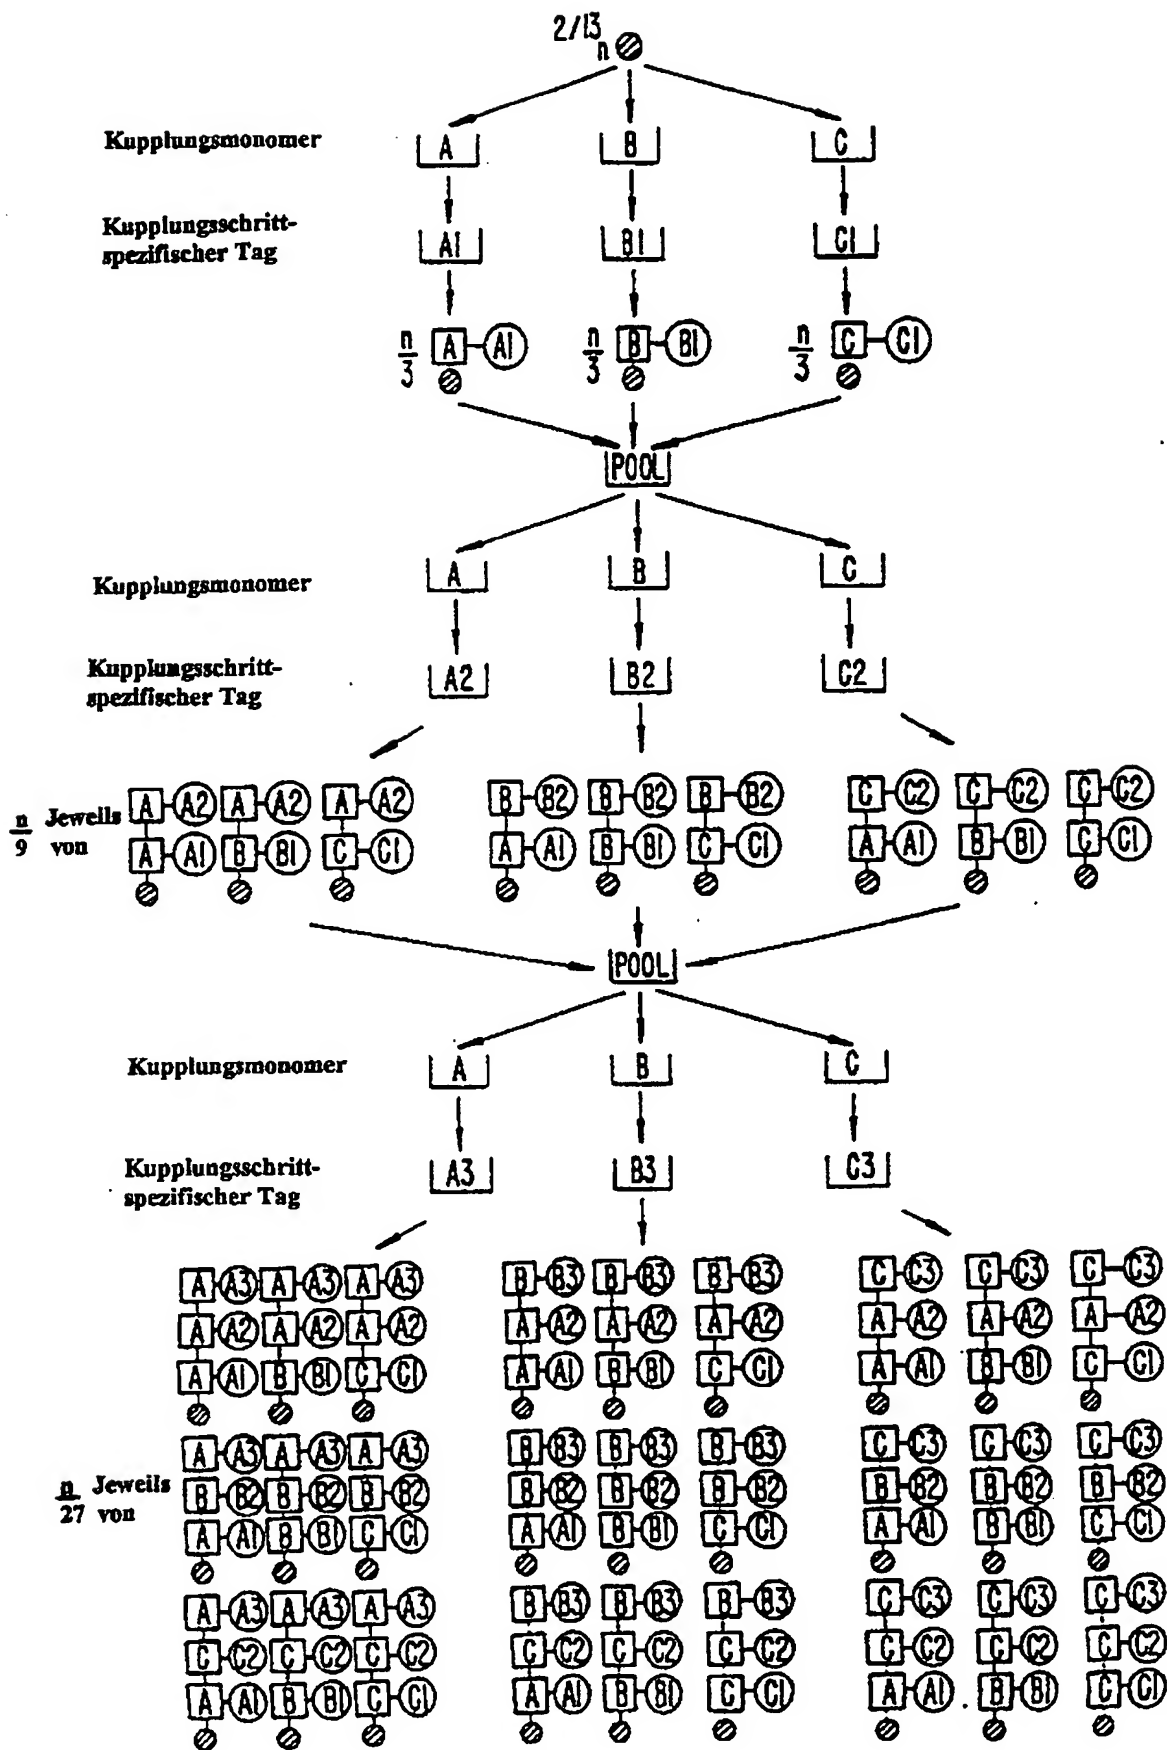 2/13
n
Kupplungsmonomer A B C
Kupplungsschritt-
spezifischer Tag A1 B1 C1
n/3 A A1 n/3 B B1 n/3 C C1
POOL
Kupplungsmonomer A B C
Kupplungsschritt-
spezifischer Tag A2 B2 C2
n/9 Jeweils von
A A2 A A2 A A2 B B2 B B2 B B2 C C2 C C2 C C2
A A1 B B1 C C1 A A1 B B1 C C1 A A1 B B1 C C1
POOL
Kupplungsmonomer A B C
Kupplungsschritt-
spezifischer Tag A3 B3 C3
A A3 A A3 A A3 B B3 B B3 B B3 C C3 C C3 C C3
A A2 A A2 A A2 A A2 A A2 A A2 A A2 A A2 A A2
A A1 B B1 C C1 A A1 B B1 C C1 A A1 B B1 C C1
n/27 Jeweils von
A A3 A A3 A A3 B B3 B B3 B B3 C C3 C C3 C C3
B B2 B B2 B B2 B B2 B B2 B B2 B B2 B B2 B B2
A A1 B B1 C C1 A A1 B B1 C C1 A A1 B B1 C C1
A A3 A A3 A A3 B B3 B B3 B B3 C C3 C C3 C C3
C C2 C C2 C C2 C C2 C C2 C C2 C C2 C C2 C C2
A A1 B B1 C C1 A A1 B B1 C C1 A A1 B B1 C C1